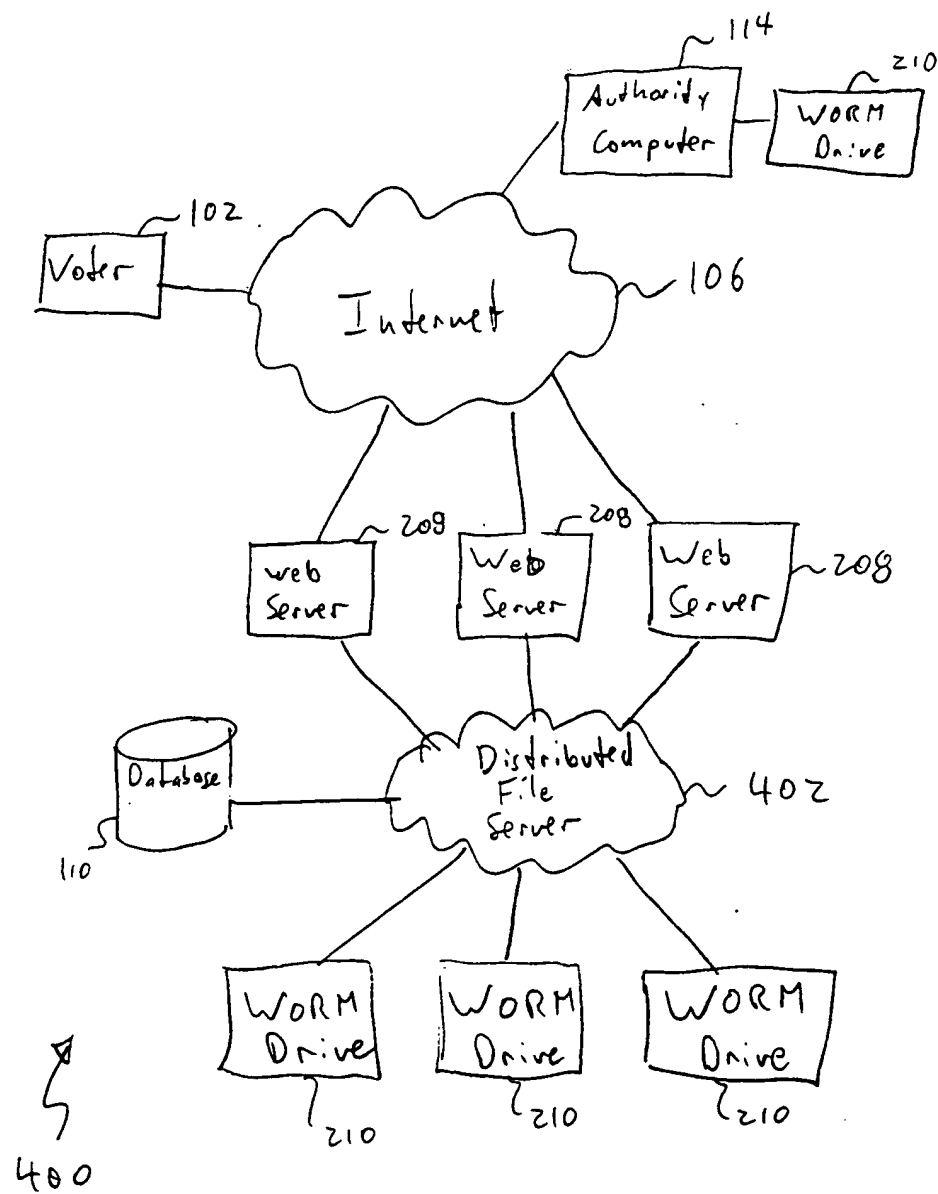 114
210
Authority
Computer
WORM
Drive
102
Voter
106
Internet
209
208
Web
Server
Web
Server
Web
Server
208
Database
Distributed
File
Server
402
110
WORM
Drive
WORM
Drive
WORM
Drive
210
210
210
400